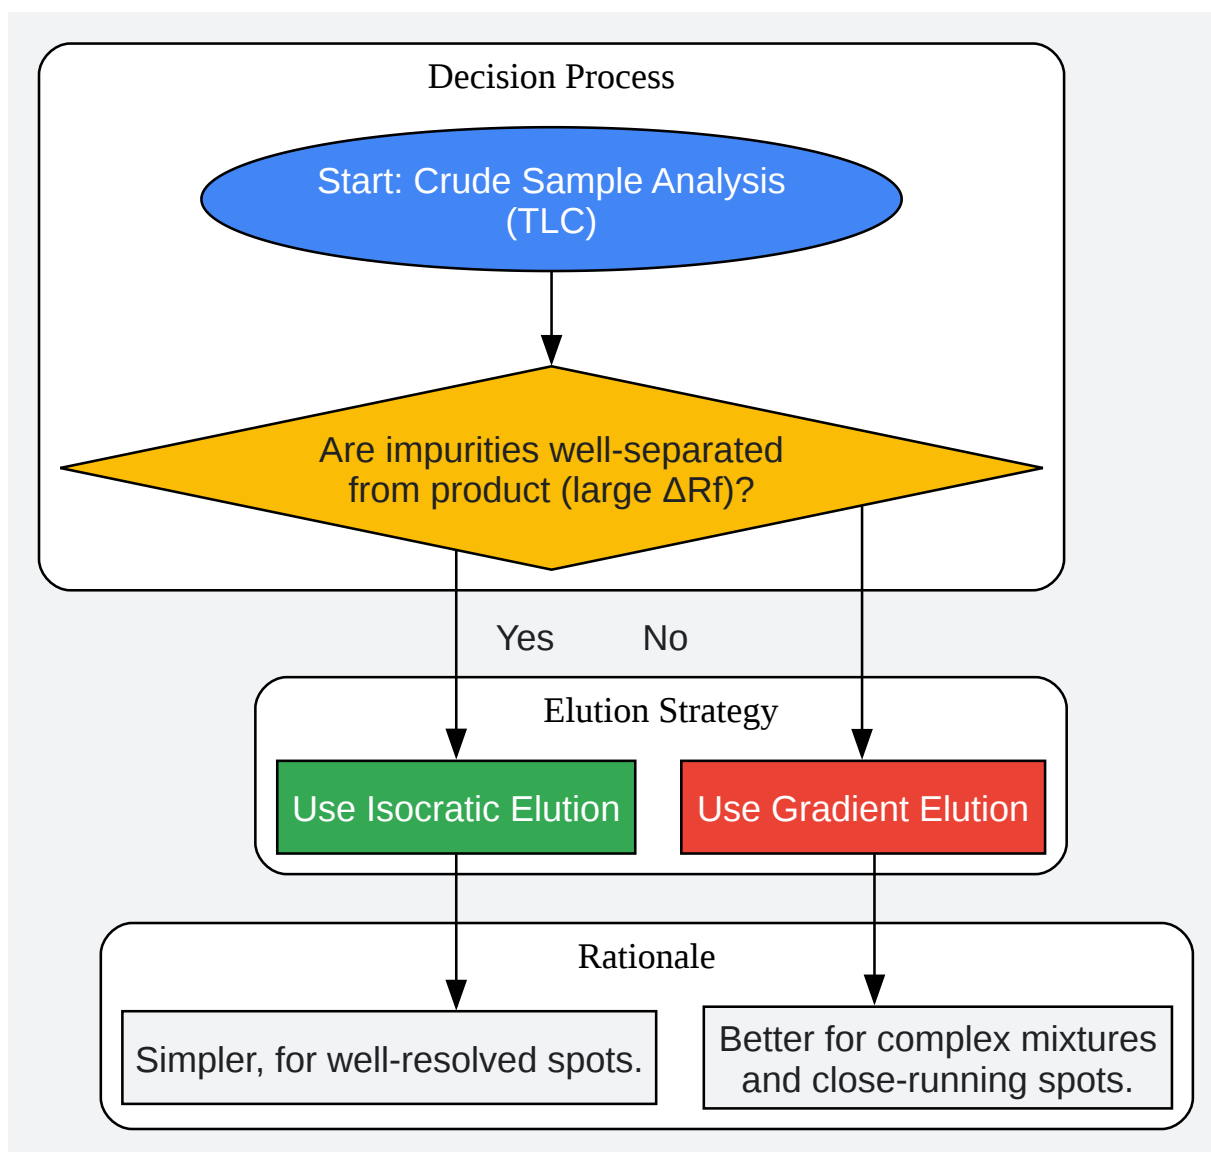 Decision Process
Start: Crude Sample Analysis
(TLC)
Are impurities well-separated
from product (large ΔRf)?
Yes
No
Elution Strategy
Use Isocratic Elution
Use Gradient Elution
Rationale
Simpler, for well-resolved spots.
Better for complex mixtures
and close-running spots.